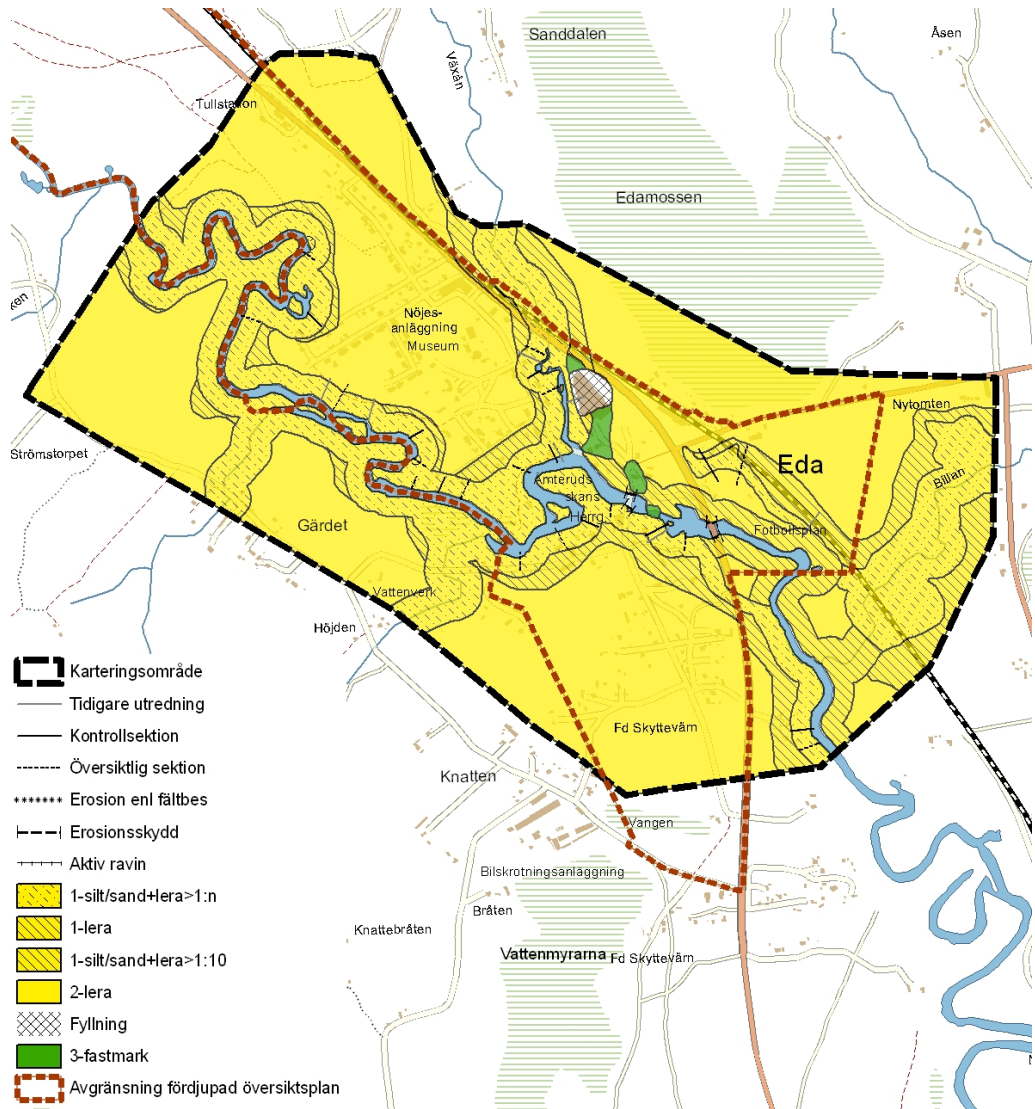 Sanddalen
Åsen
Växån
Tullstation
Edamossen
Nöjes-
anläggning
Museum
Nytomten
Strömstorpet
Eda
Billan
Amteruds
skans
Herrg
Fotbollsplan
Gärdet
Vattenverk
Höjden
Fd Skyttevärn
Knatten
Vangen
Bilskrotningsanläggning
Bråten
Knattebråten
Vattenmyrarna
Fd Skyttevärn
Karteringsområde
Tidigare utredning
Kontrollsektion
Översiktlig sektion
Erosion enl fältbes
Erosionsskydd
Aktiv ravin
1-silt/sand+lera>1:n
1-lera
1-silt/sand+lera>1:10
2-lera
Fyllning
3-fastmark
Avgränsning fördjupad översiktsplan